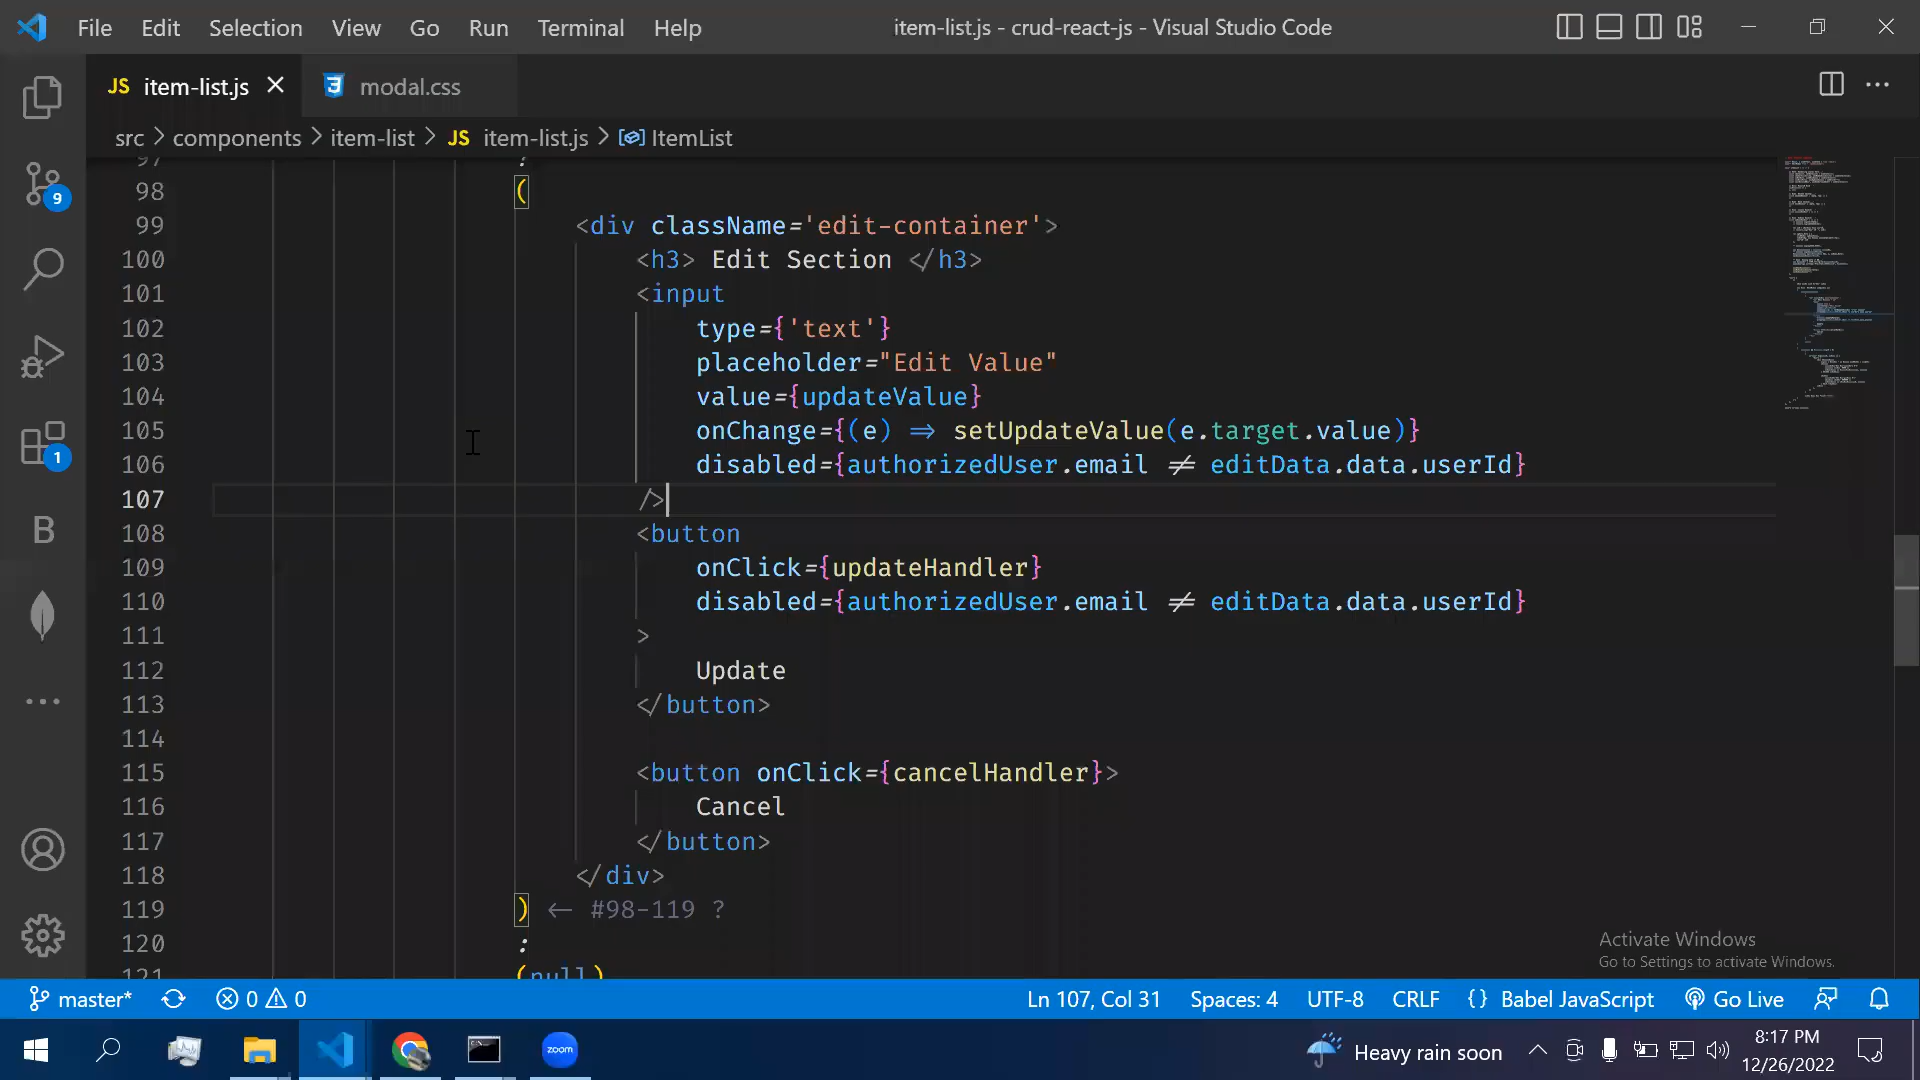 File Edit Selection View Go Run Terminal Help item-list.js - crud-react-js - Visual Studio Code
JS item-list.js modal.css
src > components > item-list > JS item-list.js > ItemList
97 ?
98 (
99 <div className='edit-container'>
100 <h3> Edit Section </h3>
101 <input
102 type={'text'}
103 placeholder="Edit Value"
104 value={updateValue}
105 onChange={(e) => setUpdateValue(e.target.value)}
106 disabled={authorizedUser.email ≠ editData.data.userId}
107 />
108 <button
109 onClick={updateHandler}
110 disabled={authorizedUser.email ≠ editData.data.userId}
111 >
112 Update
113 </button>
114
115 <button onClick={cancelHandler}>
116 Cancel
117 </button>
118 </div>
119 ) <- #98-119 ?
120 :
121 (null)
9
1
B
Activate Windows
Go to Settings to activate Windows.
master* 0 0 Ln 107, Col 31 Spaces: 4 UTF-8 CRLF {} Babel JavaScript Go Live
zoom Heavy rain soon 8:17 PM
12/26/2022